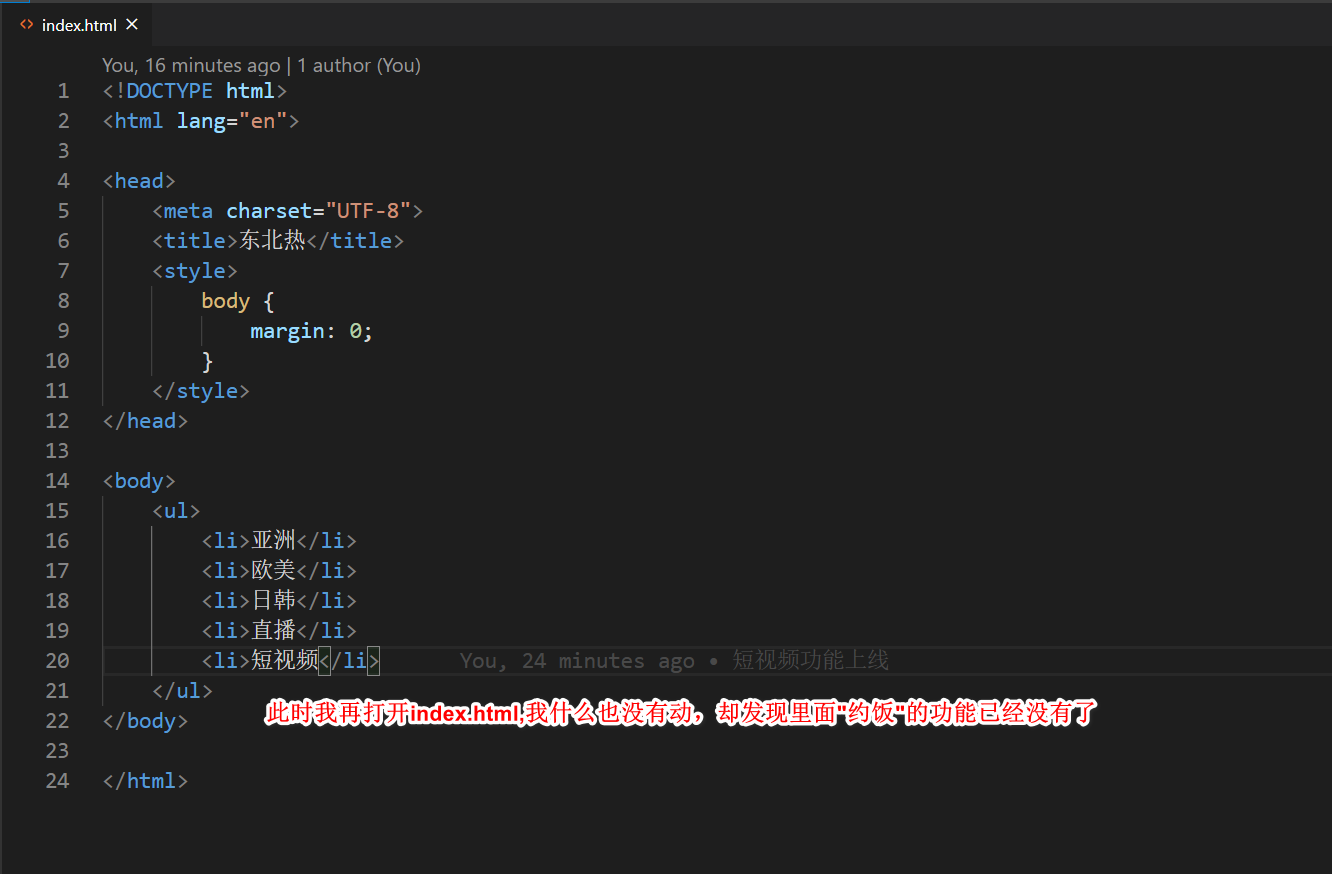 index.html
You, 16 minutes ago | 1 author (You)
1 <!DOCTYPE html>
2 <html lang="en">
3
4 <head>
5 <meta charset="UTF-8">
6 <title>东北热</title>
7 <style>
8 body {
9 margin: 0;
10 }
11 </style>
12 </head>
13
14 <body>
15 <ul>
16 <li>亚洲</li>
17 <li>欧美</li>
18 <li>日韩</li>
19 <li>直播</li>
20 <li>短视频</li> You, 24 minutes ago • 短视频功能上线
21 </ul>
此时我再打开index.html,我什么也没有动，却发现里面"约饭"的功能已经没有了
22 </body>
23
24 </html>